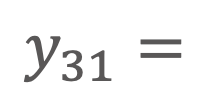 y₃₁ =